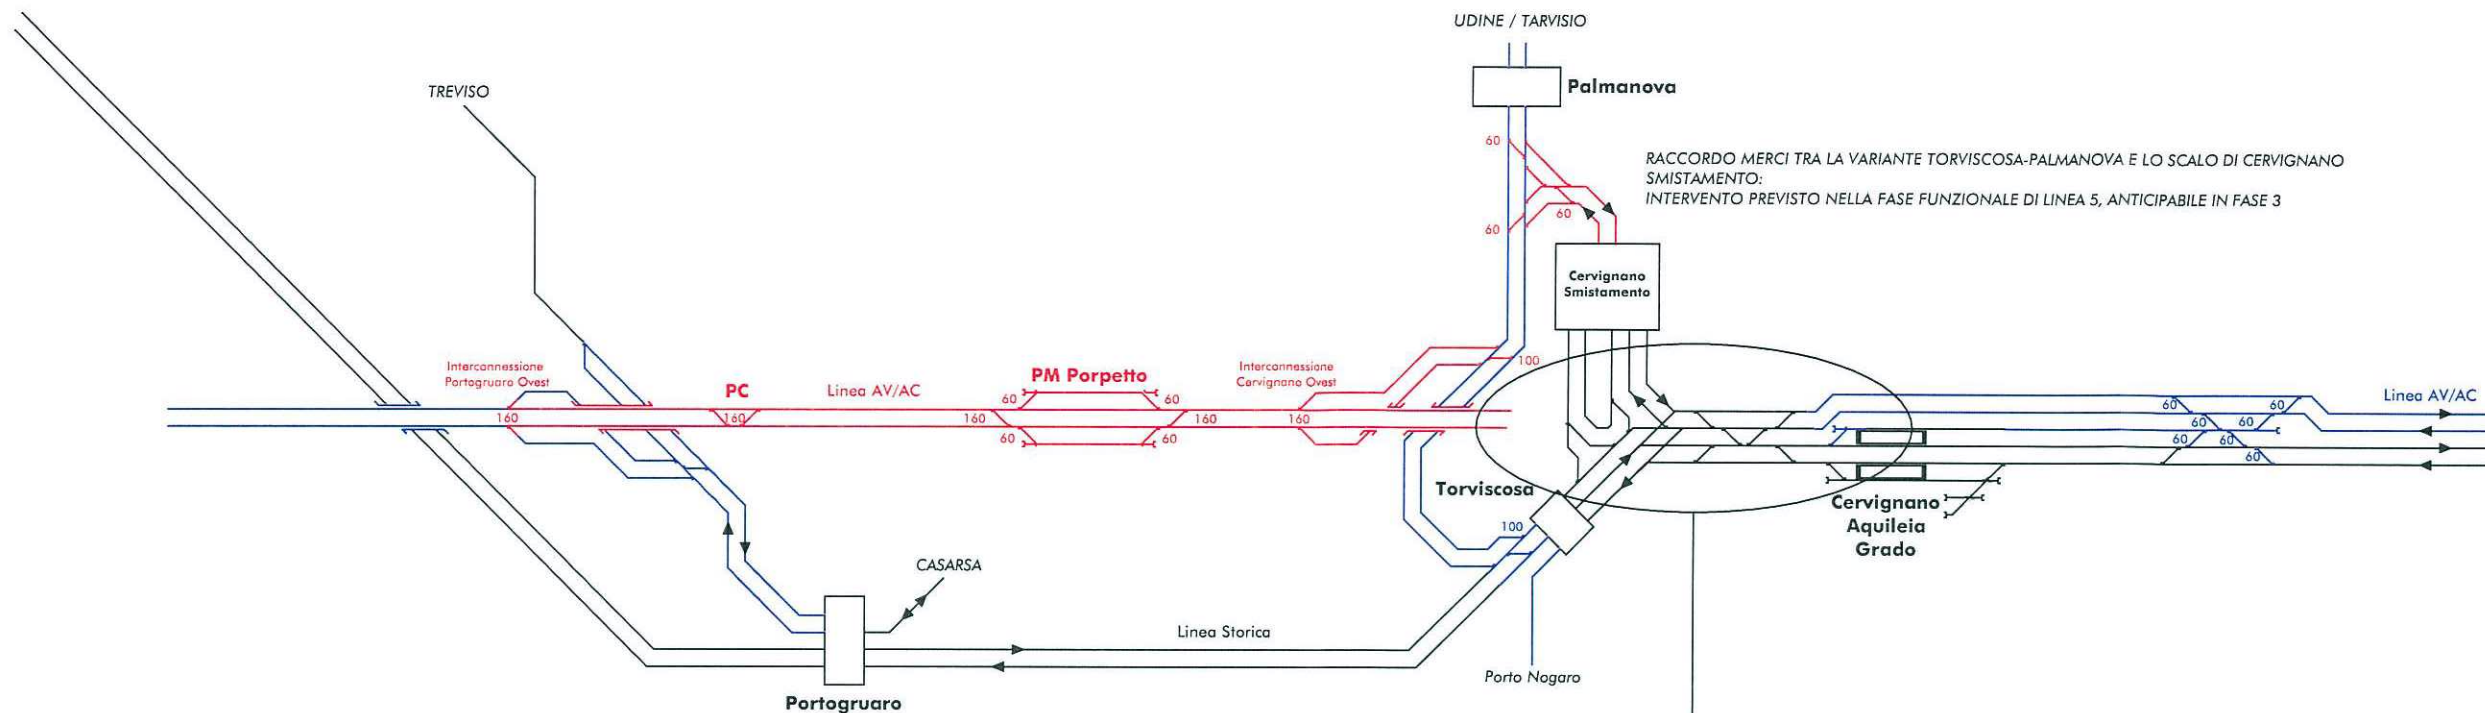 UDINE / TARVISIO
Palmanova
TREVISO
60
RACCORDO MERCI TRA LA VARIANTE TORVISCOSA-PALMANOVA E LO SCALO DI CERVIGNANO
SMISTAMENTO:
INTERVENTO PREVISTO NELLA FASE FUNZIONALE DI LINEA 5, ANTICIPABILE IN FASE 3
60
60
Cervignano
Smistamento
Interconnessione
Portogruaro Ovest
PC
Linea AV/AC
PM Porpetto
Interconnessione
Cervignano Ovest
100
Linea AV/AC
160
160
160
60
60
60
60
160
160
60
60
60
60
60
60
60
Torviscosa
100
Cervignano
Aquileia
Grado
CASARSA
Linea Storica
Porto Nogaro
Portogruaro